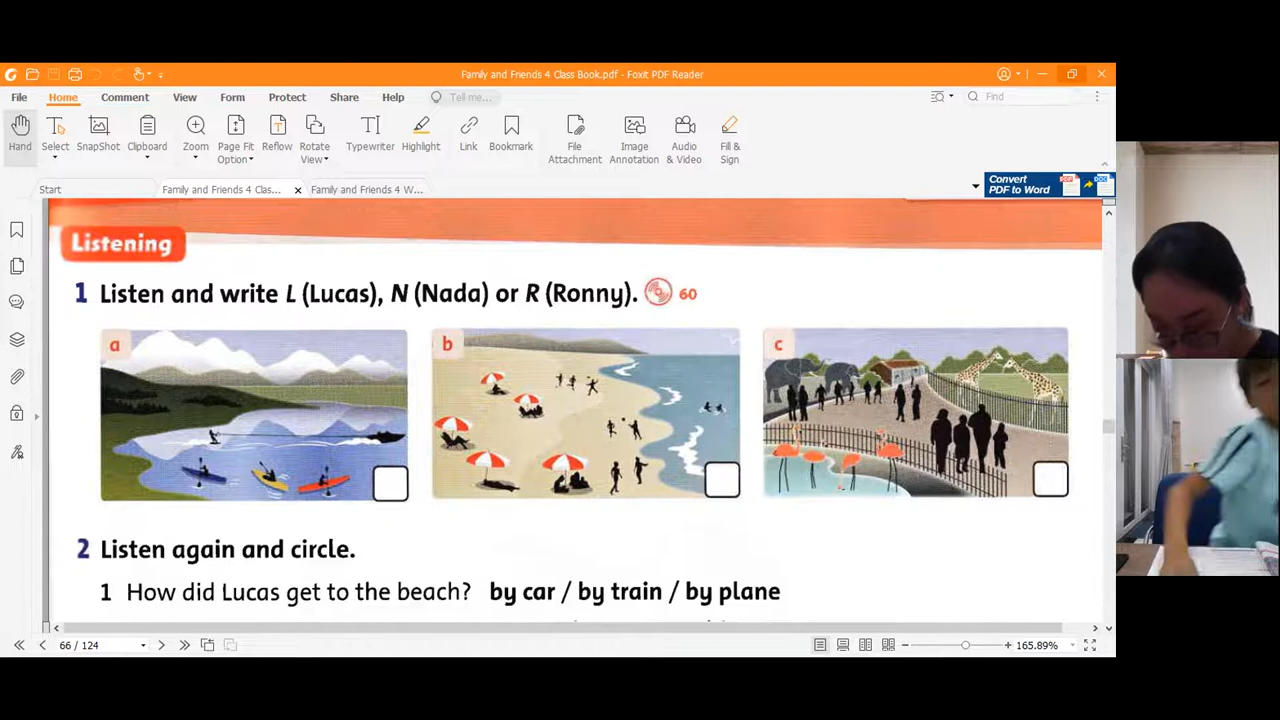 Family and Friends 4 Class Book.pdf - Foxit PDF Reader
File Home Comment View Form Protect Share Help Tell me... Find
Hand Select SnapShot Clipboard Zoom Page Fit Option Reflow Rotate View Typewriter Highlight Link Bookmark File Attachment Image Annotation Audio & Video Fill & Sign
Start Family and Friends 4 Clas... Family and Friends 4 W...
Convert PDF to Word
Listening
1 Listen and write L (Lucas), N (Nada) or R (Ronny). 60
a b c
2 Listen again and circle.
1 How did Lucas get to the beach? by car / by train / by plane
66 / 124 165.89%